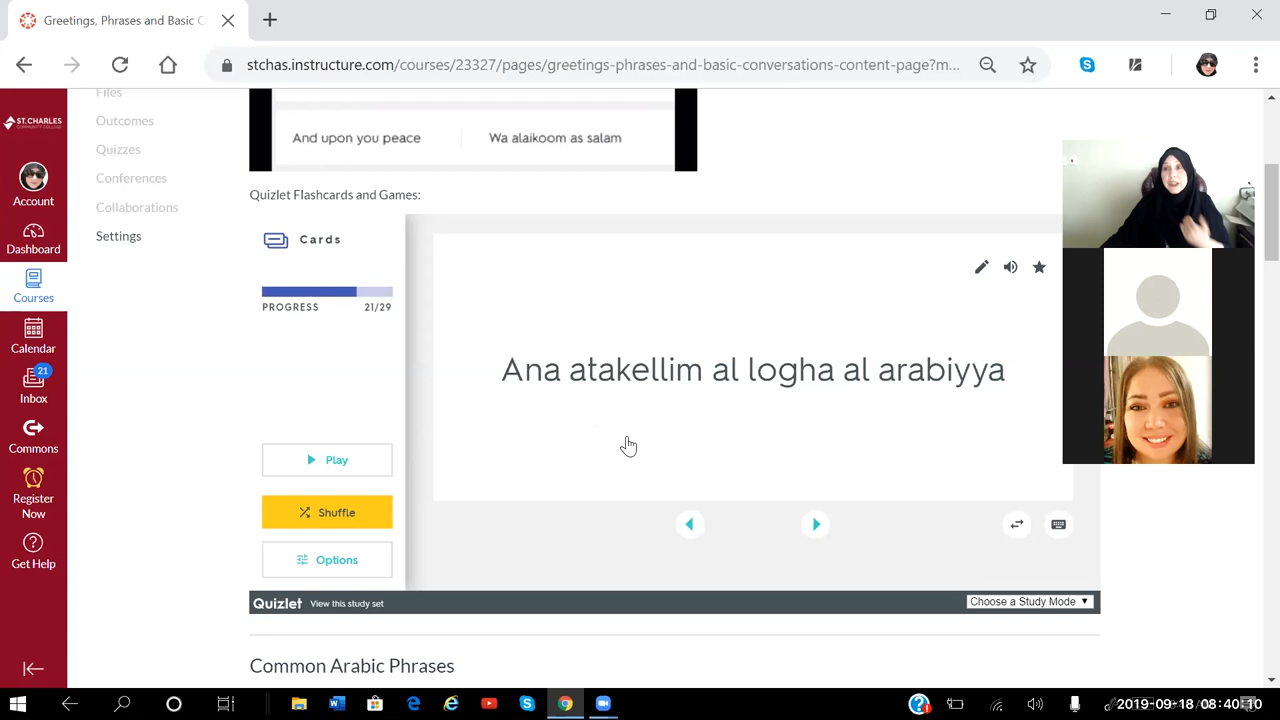 Greetings, Phrases and Basic C
stchas.instructure.com/courses/23327/pages/greetings-phrases-and-basic-conversations-content-page?m...
ST. CHARLES
COMMUNITY COLLEGE
Account
Dashboard
Courses
Calendar
21
Inbox
Commons
Register
Now
Get Help
Files
Outcomes
Quizzes
Conferences
Collaborations
Settings
And upon you peace
Wa alaikoom as salam
Quizlet Flashcards and Games:
Cards
PROGRESS 21/29
Ana atakellim al logha al arabiyya
Play
Shuffle
Options
Quizlet View this study set
Choose a Study Mode
Common Arabic Phrases
2019-09-18 08:40:10